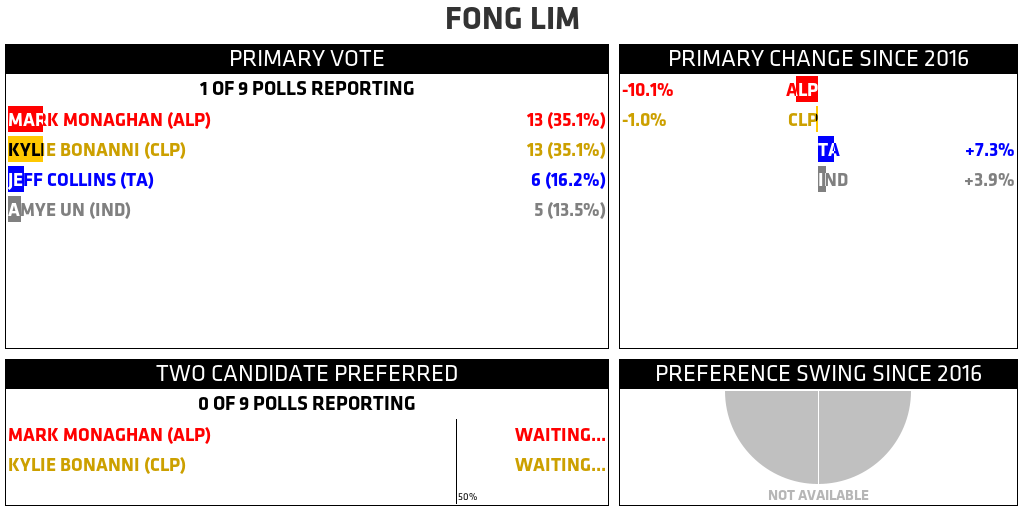 FONG LIM
PRIMARY VOTE
1 OF 9 POLLS REPORTING
MARK MONAGHAN (ALP) 13 (35.1%)
KYLIE BONANNI (CLP) 13 (35.1%)
JEFF COLLINS (TA) 6 (16.2%)
AMYE UN (IND) 5 (13.5%)
PRIMARY CHANGE SINCE 2016
-10.1% ALP
-1.0% CLP
TA +7.3%
IND +3.9%
TWO CANDIDATE PREFERRED
0 OF 9 POLLS REPORTING
MARK MONAGHAN (ALP) WAITING...
KYLIE BONANNI (CLP) WAITING...
50%
PREFERENCE SWING SINCE 2016
NOT AVAILABLE